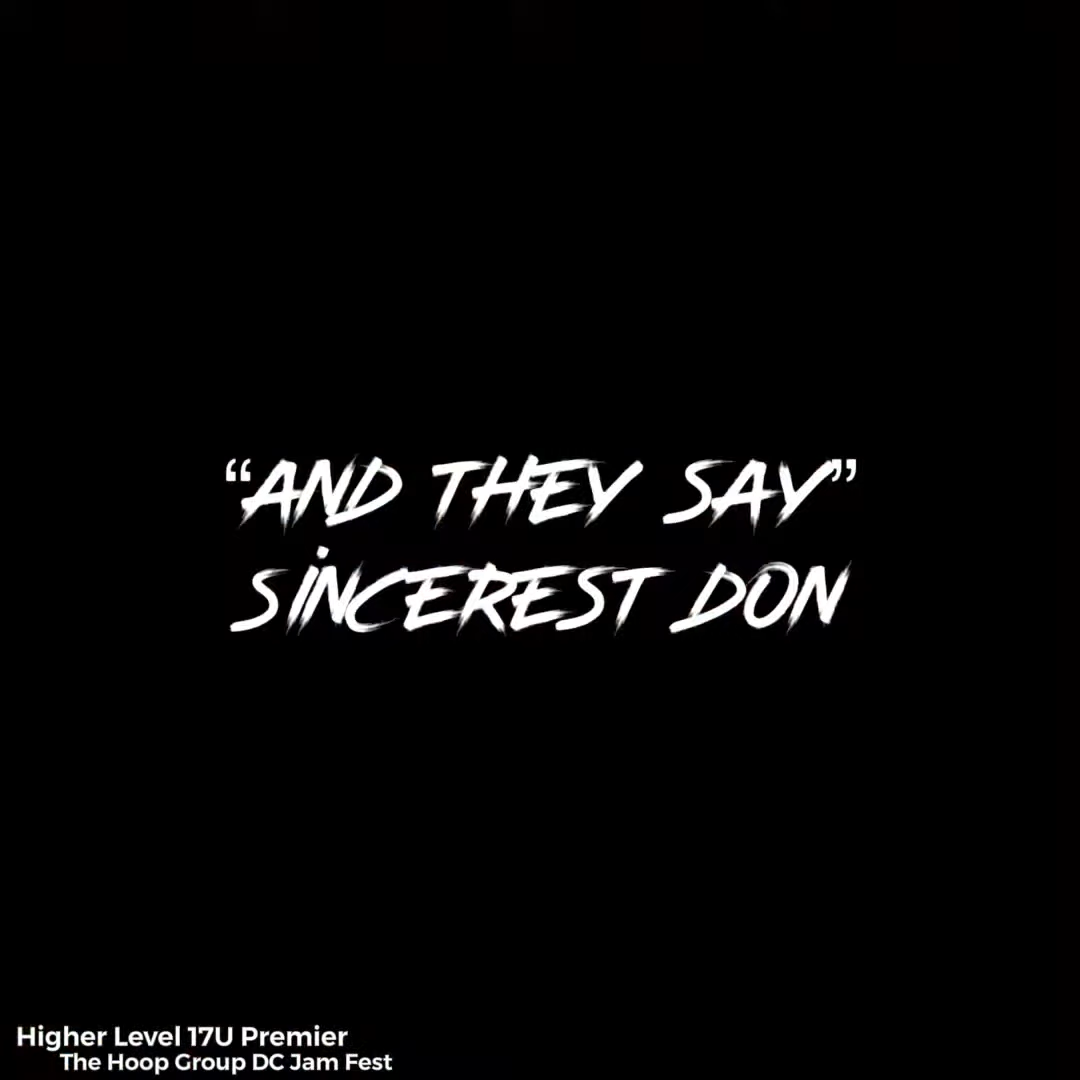 “AND THEY SAY”
SINCEREST DON
Higher Level 17U Premier
The Hoop Group DC Jam Fest